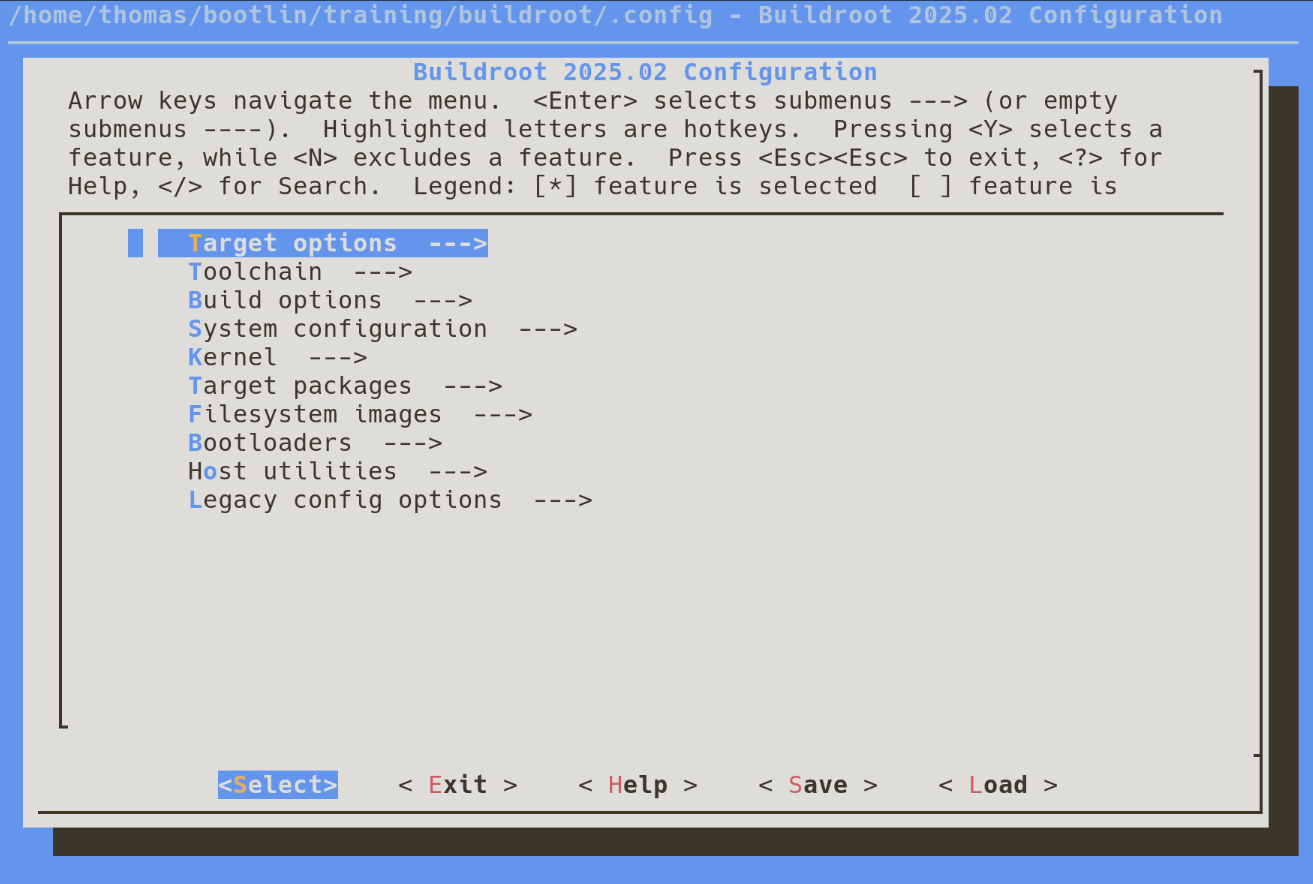 /home/thomas/bootlin/training/buildroot/.config - Buildroot 2025.02 Configuration
Buildroot 2025.02 Configuration
Arrow keys navigate the menu.  <Enter> selects submenus ---> (or empty
submenus ----).  Highlighted letters are hotkeys.  Pressing <Y> selects a
feature, while <N> excludes a feature.  Press <Esc><Esc> to exit, <?> for
Help, </> for Search.  Legend: [*] feature is selected  [ ] feature is
Target options  --->
Toolchain  --->
Build options  --->
System configuration  --->
Kernel  --->
Target packages  --->
Filesystem images  --->
Bootloaders  --->
Host utilities  --->
Legacy config options  --->
<Select>    < Exit >    < Help >    < Save >    < Load >